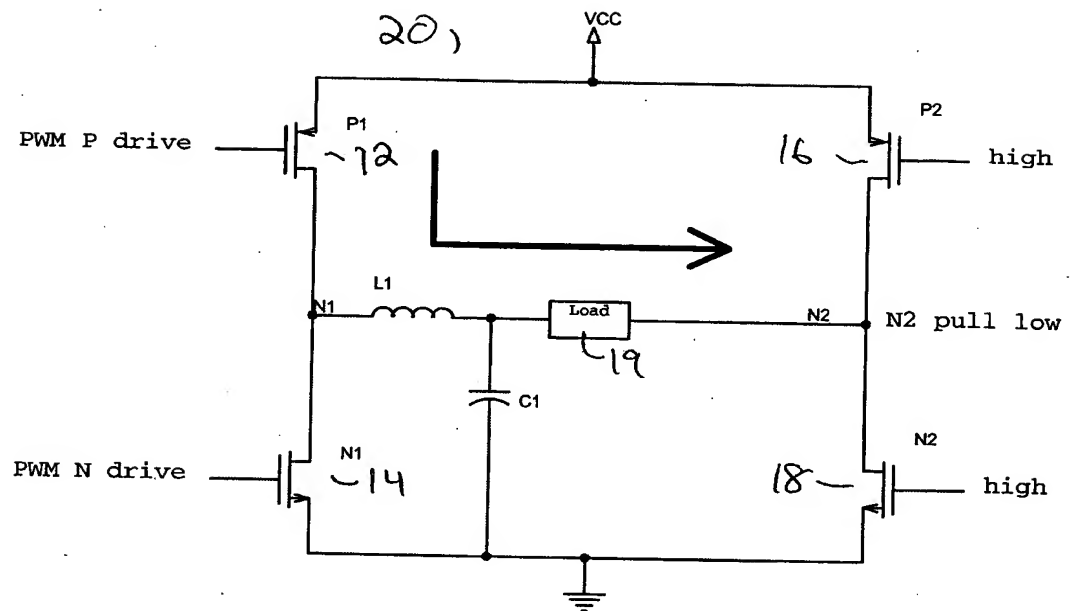 20,
VCC
PWM P drive
P1
12
P2
16
high
L1
N1
Load
N2
N2 pull low
19
C1
PWM N drive
N1
14
N2
18
high